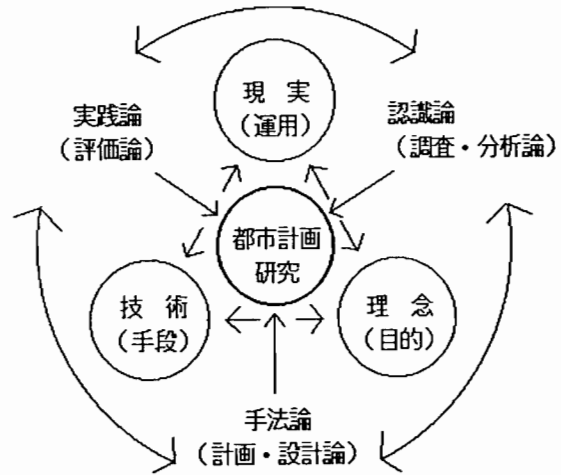 現 実
(運用)
実践論
(評価論)
認識論
(調査・分析論)
都市計画
研究
技 術
(手段)
理 念
(目的)
手法論
(計画・設計論)